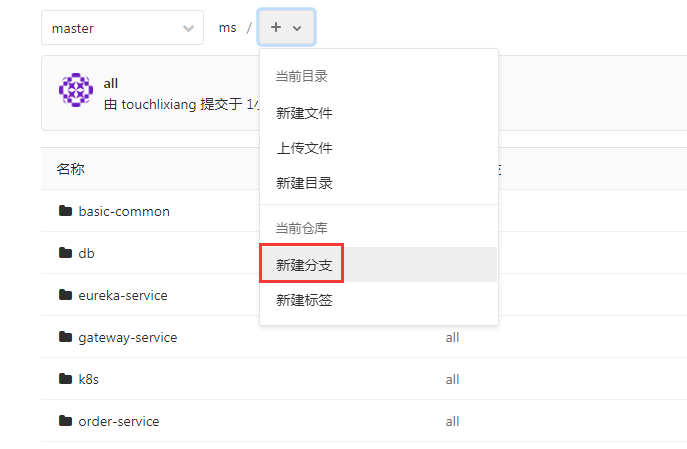 master ms / +
all
由 touchlixiang 提交于 1
当前目录
新建文件
上传文件
新建目录
当前仓库
新建分支
新建标签
名称
basic-common
db
eureka-service
gateway-service all
k8s all
order-service all